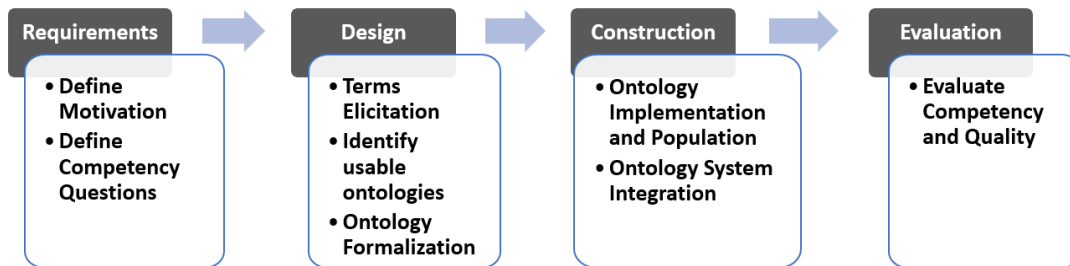 Requirements
• Define
Motivation
• Define
Competency
Questions
Design
• Terms
Elicitation
• Identify
usable
ontologies
• Ontology
Formalization
Construction
• Ontology
Implementation
and Population
• Ontology System
Integration
Evaluation
• Evaluate
Competency
and Quality